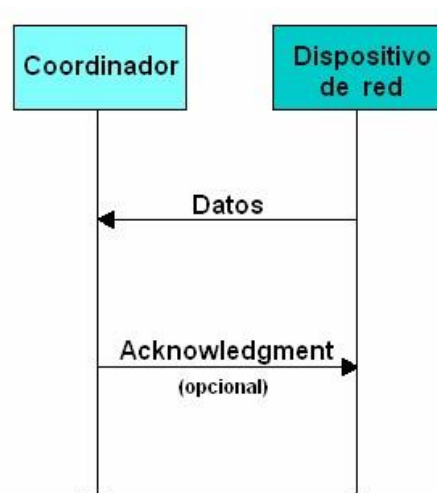 Coordinador
Dispositivo
de red
Datos
Acknowledgment
(opcional)